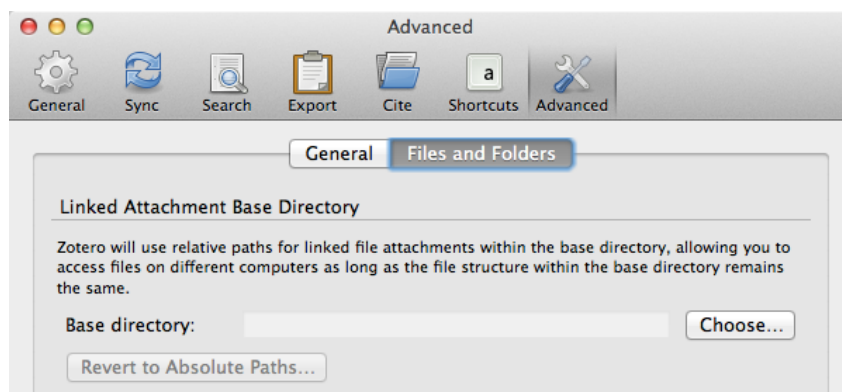 Advanced
General Sync Search Export Cite a Shortcuts Advanced
General Files and Folders
Linked Attachment Base Directory
Zotero will use relative paths for linked file attachments within the base directory, allowing you to
access files on different computers as long as the file structure within the base directory remains
the same.
Base directory: Choose...
Revert to Absolute Paths...